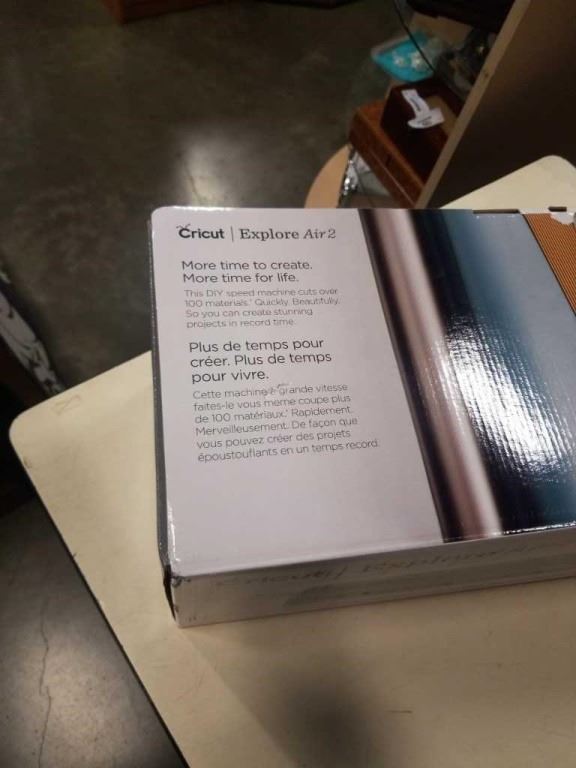 Cricut | Explore Air 2
More time to create.
More time for life.
This DIY speed machine cuts over
100 materials.* Quickly. Beautifully.
So you can create stunning
projects in record time.
Plus de temps pour
créer. Plus de temps
pour vivre.
Cette machine grande vitesse
faites-le vous même coupe plus
de 100 matériaux.* Rapidement.
Merveilleusement. De façon que
vous pouvez créer des projets
époustouflants en un temps record.
Cricut | Explore